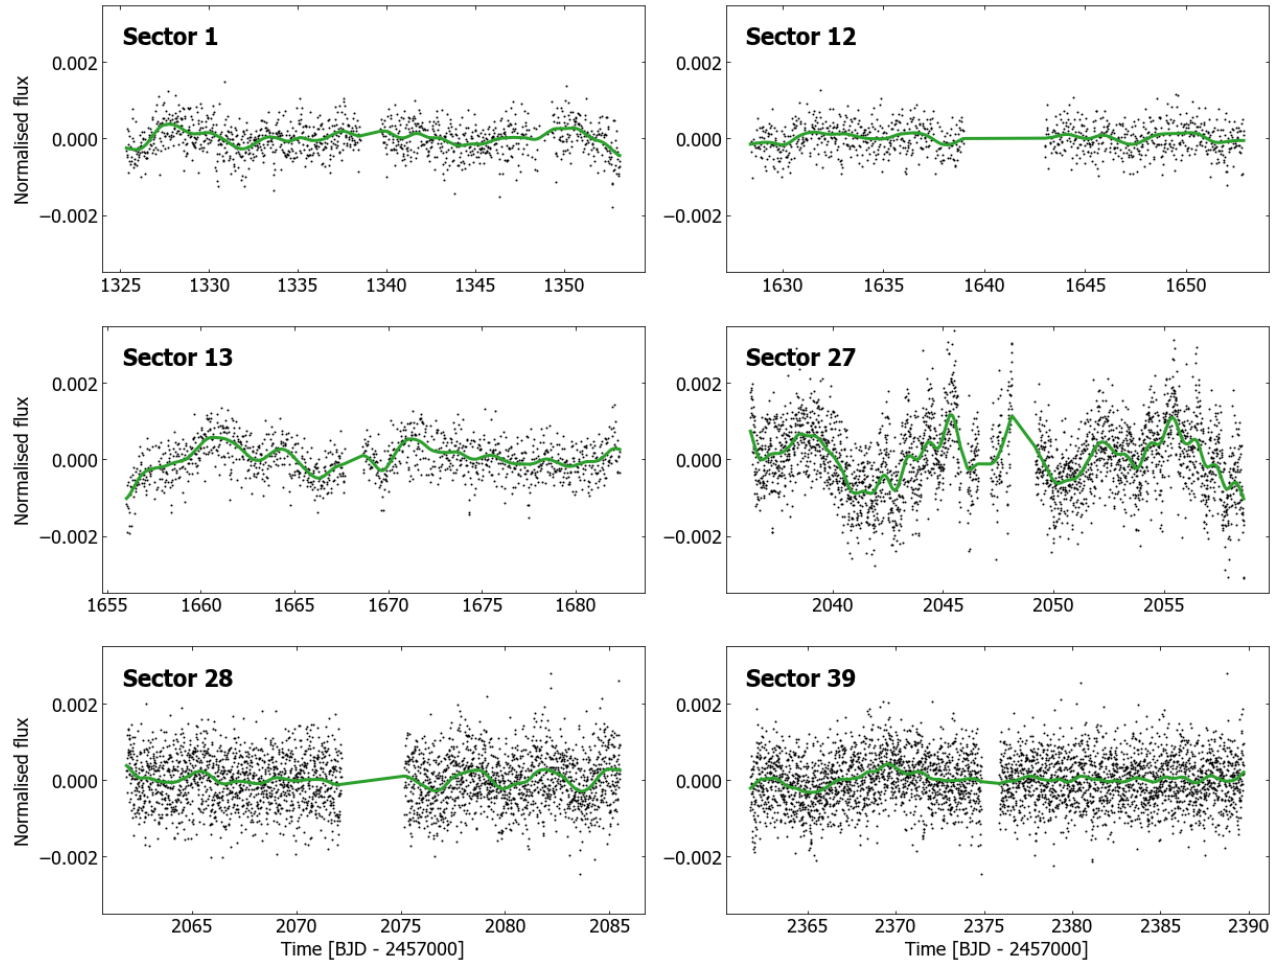 Sector 1
Normalised flux
0.002
0.000
−0.002
1325 1330 1335 1340 1345 1350
Sector 12
0.002
0.000
−0.002
1630 1635 1640 1645 1650
Sector 13
Normalised flux
0.002
0.000
−0.002
1655 1660 1665 1670 1675 1680
Sector 27
0.002
0.000
−0.002
2040 2045 2050 2055
Sector 28
Normalised flux
0.002
0.000
−0.002
2065 2070 2075 2080 2085
Time [BJD - 2457000]
Sector 39
0.002
0.000
−0.002
2365 2370 2375 2380 2385 2390
Time [BJD - 2457000]